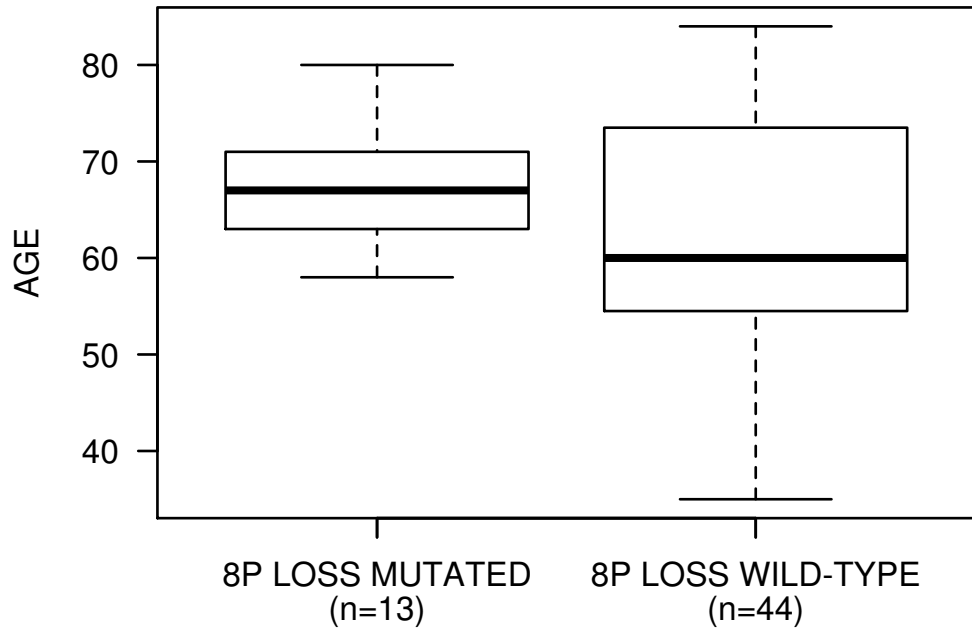 AGE
80
70
60
50
40
8P LOSS MUTATED
(n=13)
8P LOSS WILD-TYPE
(n=44)